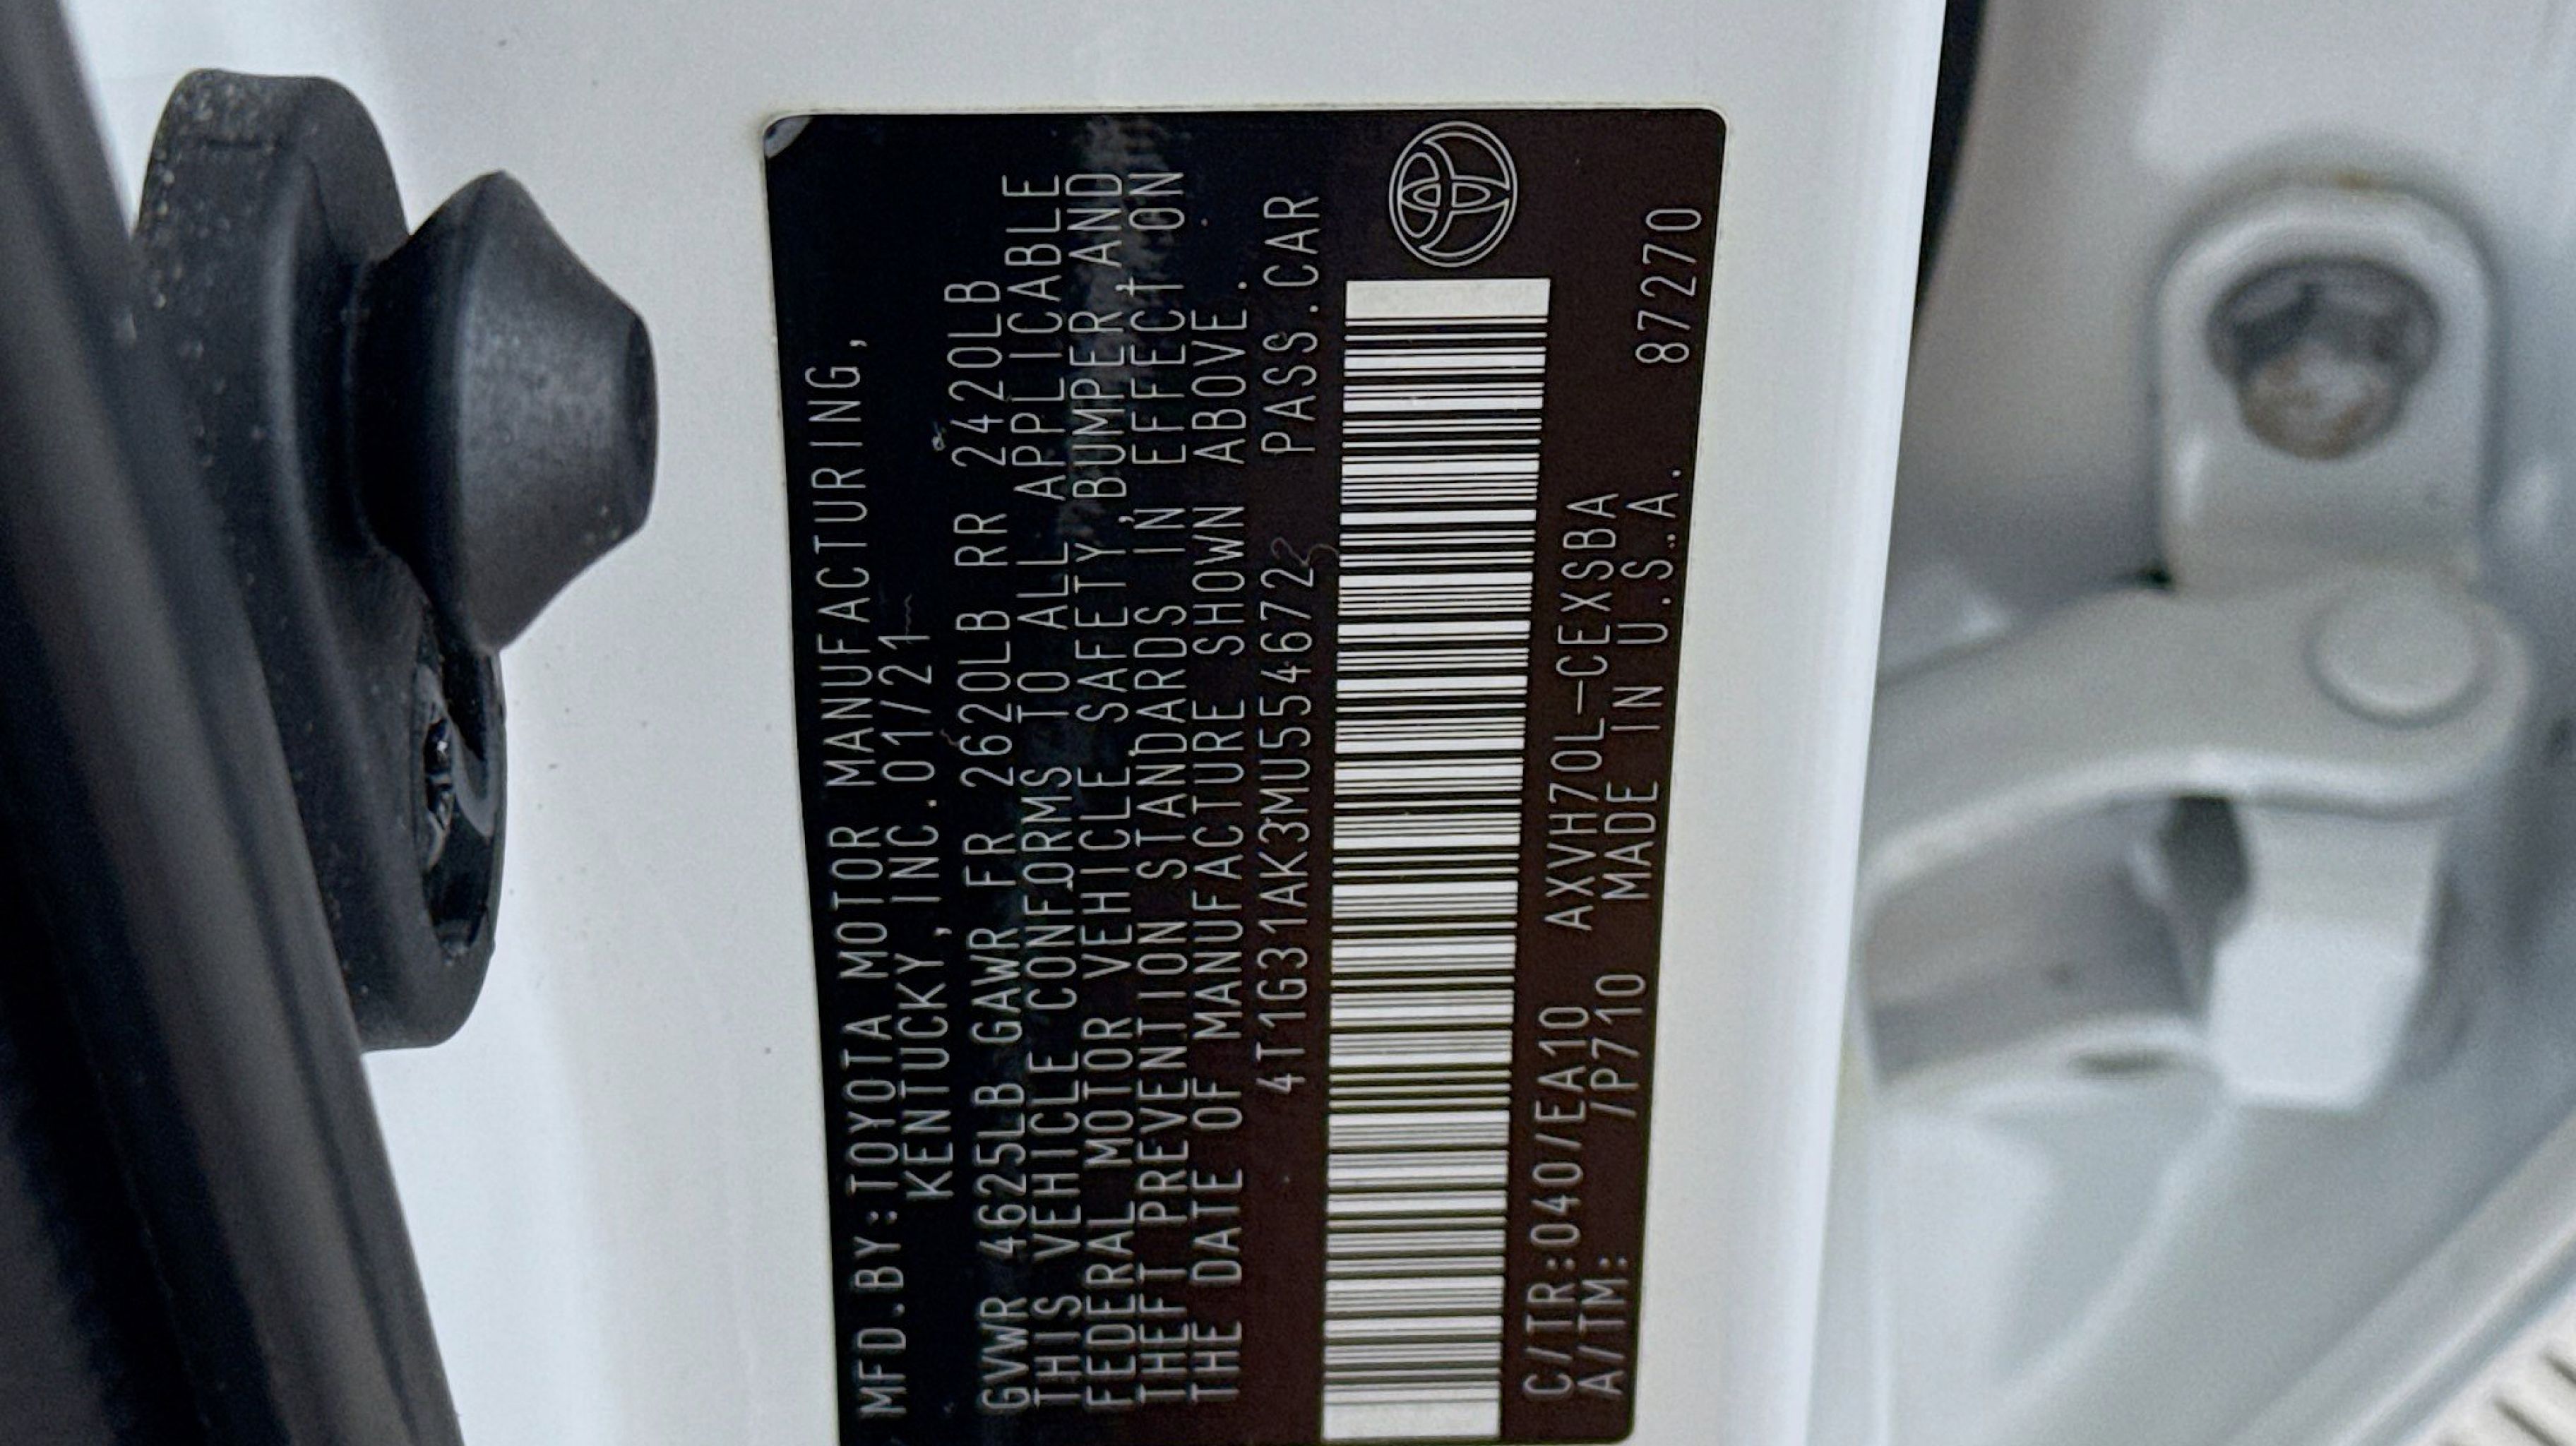 MFD.BY:TOYOTA MOTOR MANUFACTURING,
KENTUCKY,INC.01/21
GVWR 4625LB GAWR FR 2620LB RR 2420LB
THIS VEHICLE CONFORMS TO ALL APPLICABLE
FEDERAL MOTOR VEHICLE SAFETY,BUMPER,AND
THEFT PREVENTION STANDARDS IN EFFECT ON
THE DATE OF MANUFACTURE SHOWN ABOVE.
4T1G31AK3MU554672 PASS.CAR
C/TR:040/EA10 AXVH70L-CEXSBA
A/TM: /P710 MADE IN U.S.A. 87270